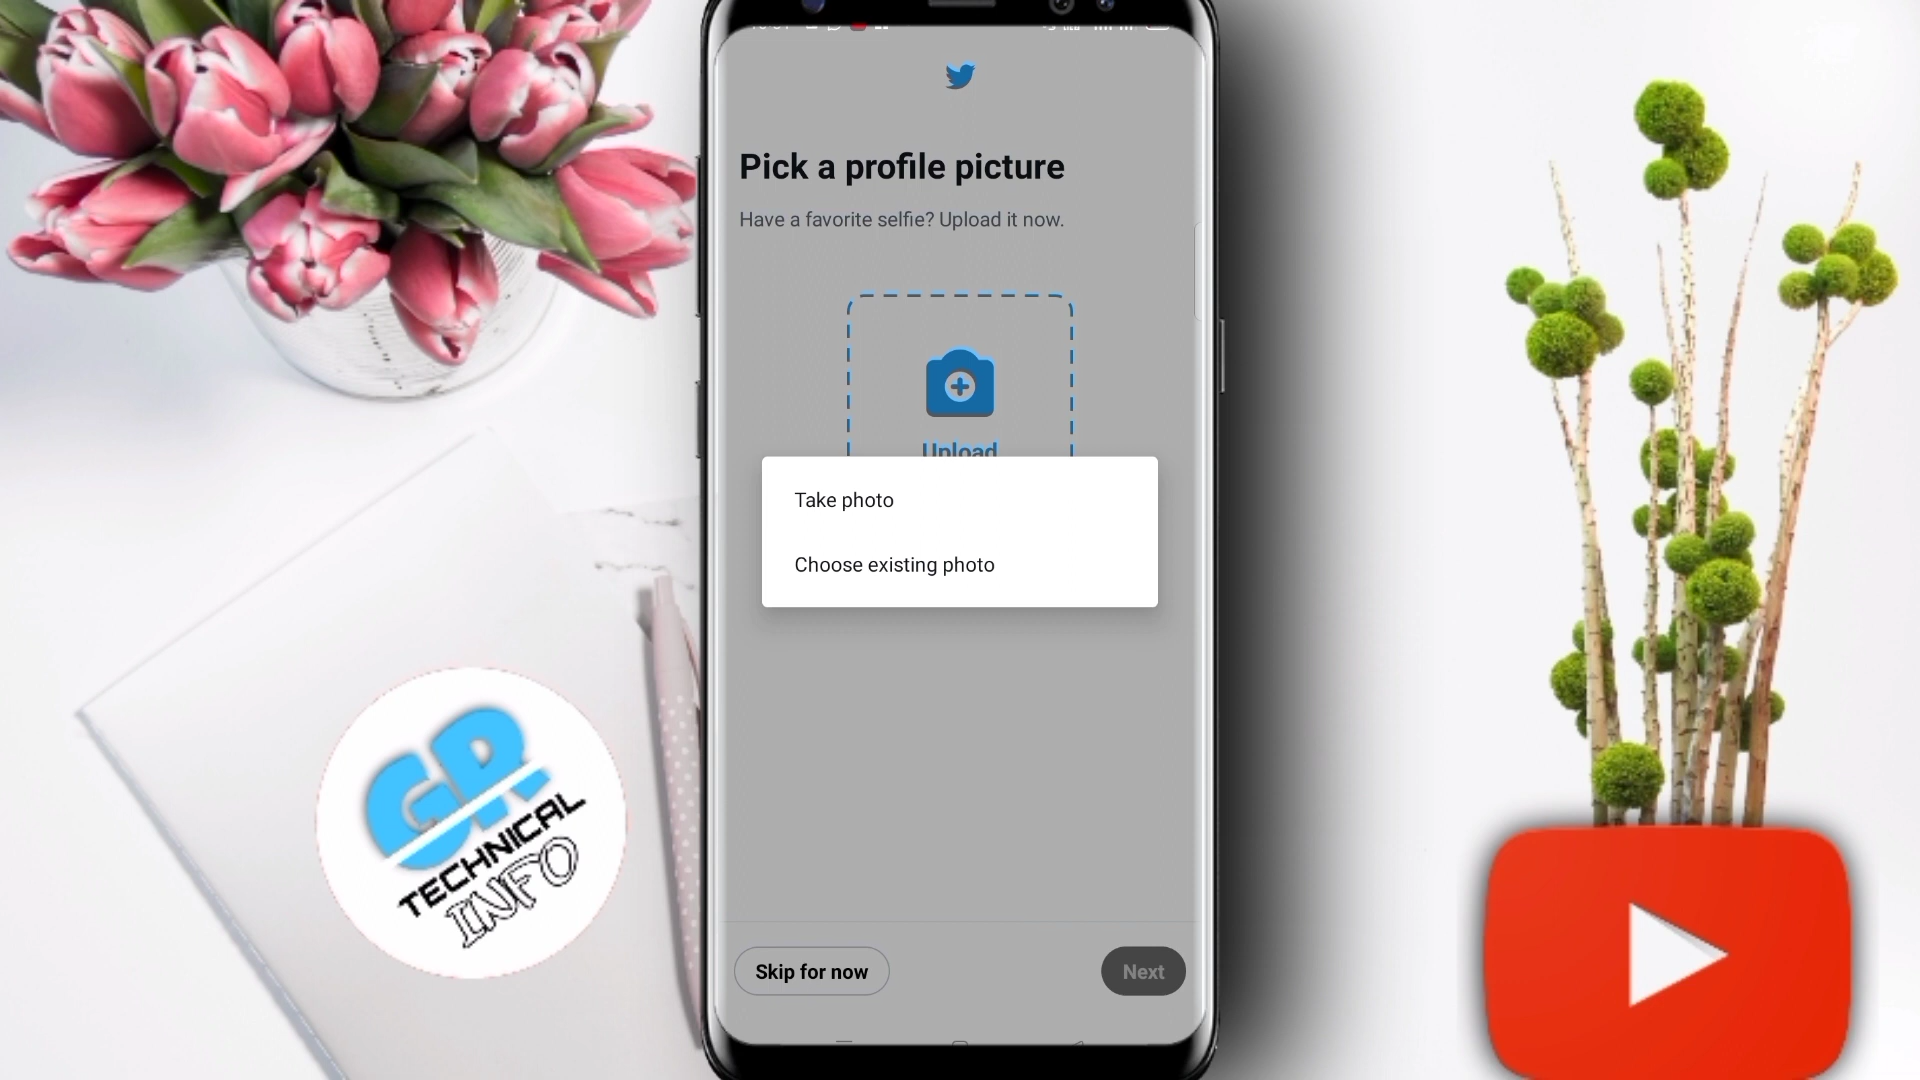 Pick a profile picture
Have a favorite selfie? Upload it now.
Upload
Take photo
Choose existing photo
GR
TECHNICAL
INFO
Skip for now
Next